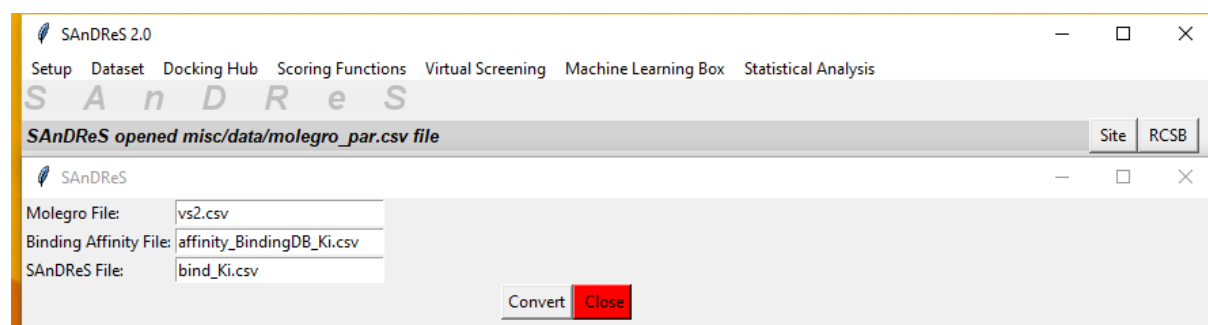 SAnDReS 2.0
Setup Dataset Docking Hub Scoring Functions Virtual Screening Machine Learning Box Statistical Analysis
S A n D R e S
SAnDReS opened misc/data/molegro_par.csv file Site RCSB
SAnDReS
Molegro File: vs2.csv
Binding Affinity File: affinity_BindingDB_Ki.csv
SAnDReS File: bind_Ki.csv
Convert Close